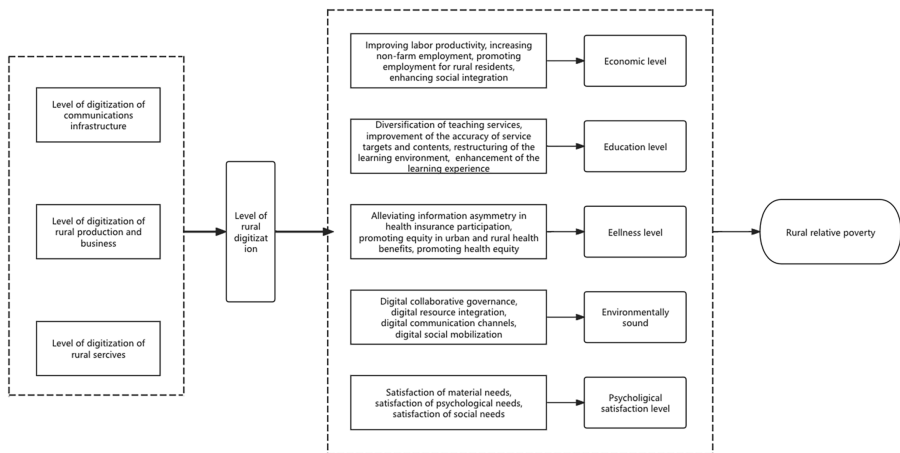 Level of digitization of
communications
infrastructure
Level of digitization of
rural production and
business
Level of digitization of
rural sercives
Level of
rural
digitizat
ion
Improving labor productivity, increasing
non-farm employment, promoting
employment for rural residents,
enhancing social integration
Economic level
Diversification of teaching services,
improvement of the accuracy of service
targets and contents, restructuring of the
learning environment, enhancement of the
learning experience
Education level
Alleviating information asymmetry in
health insurance participation,
promoting equity in urban and rural health
benefits, promoting health equity
Eellness level
Digital collaborative governance,
digital resource integration,
digital communication channels,
digital social mobilization
Environmentally
sound
Satisfaction of material needs,
satisfaction of psychological needs,
satisfaction of social needs
Psycholigical
satisfaction level
Rural relative poverty